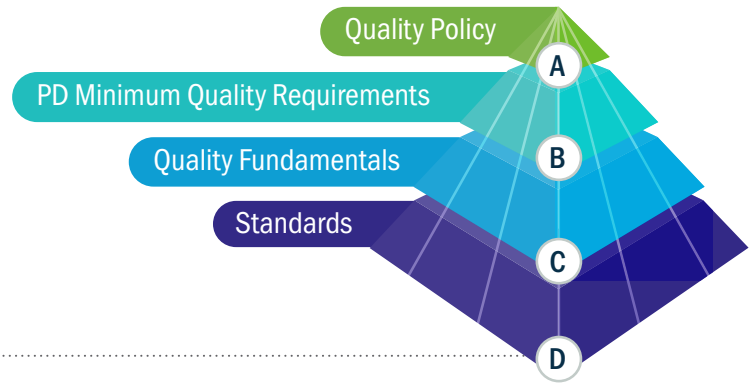 Quality Policy
A
PD Minimum Quality Requirements
B
Quality Fundamentals
Standards
C
D